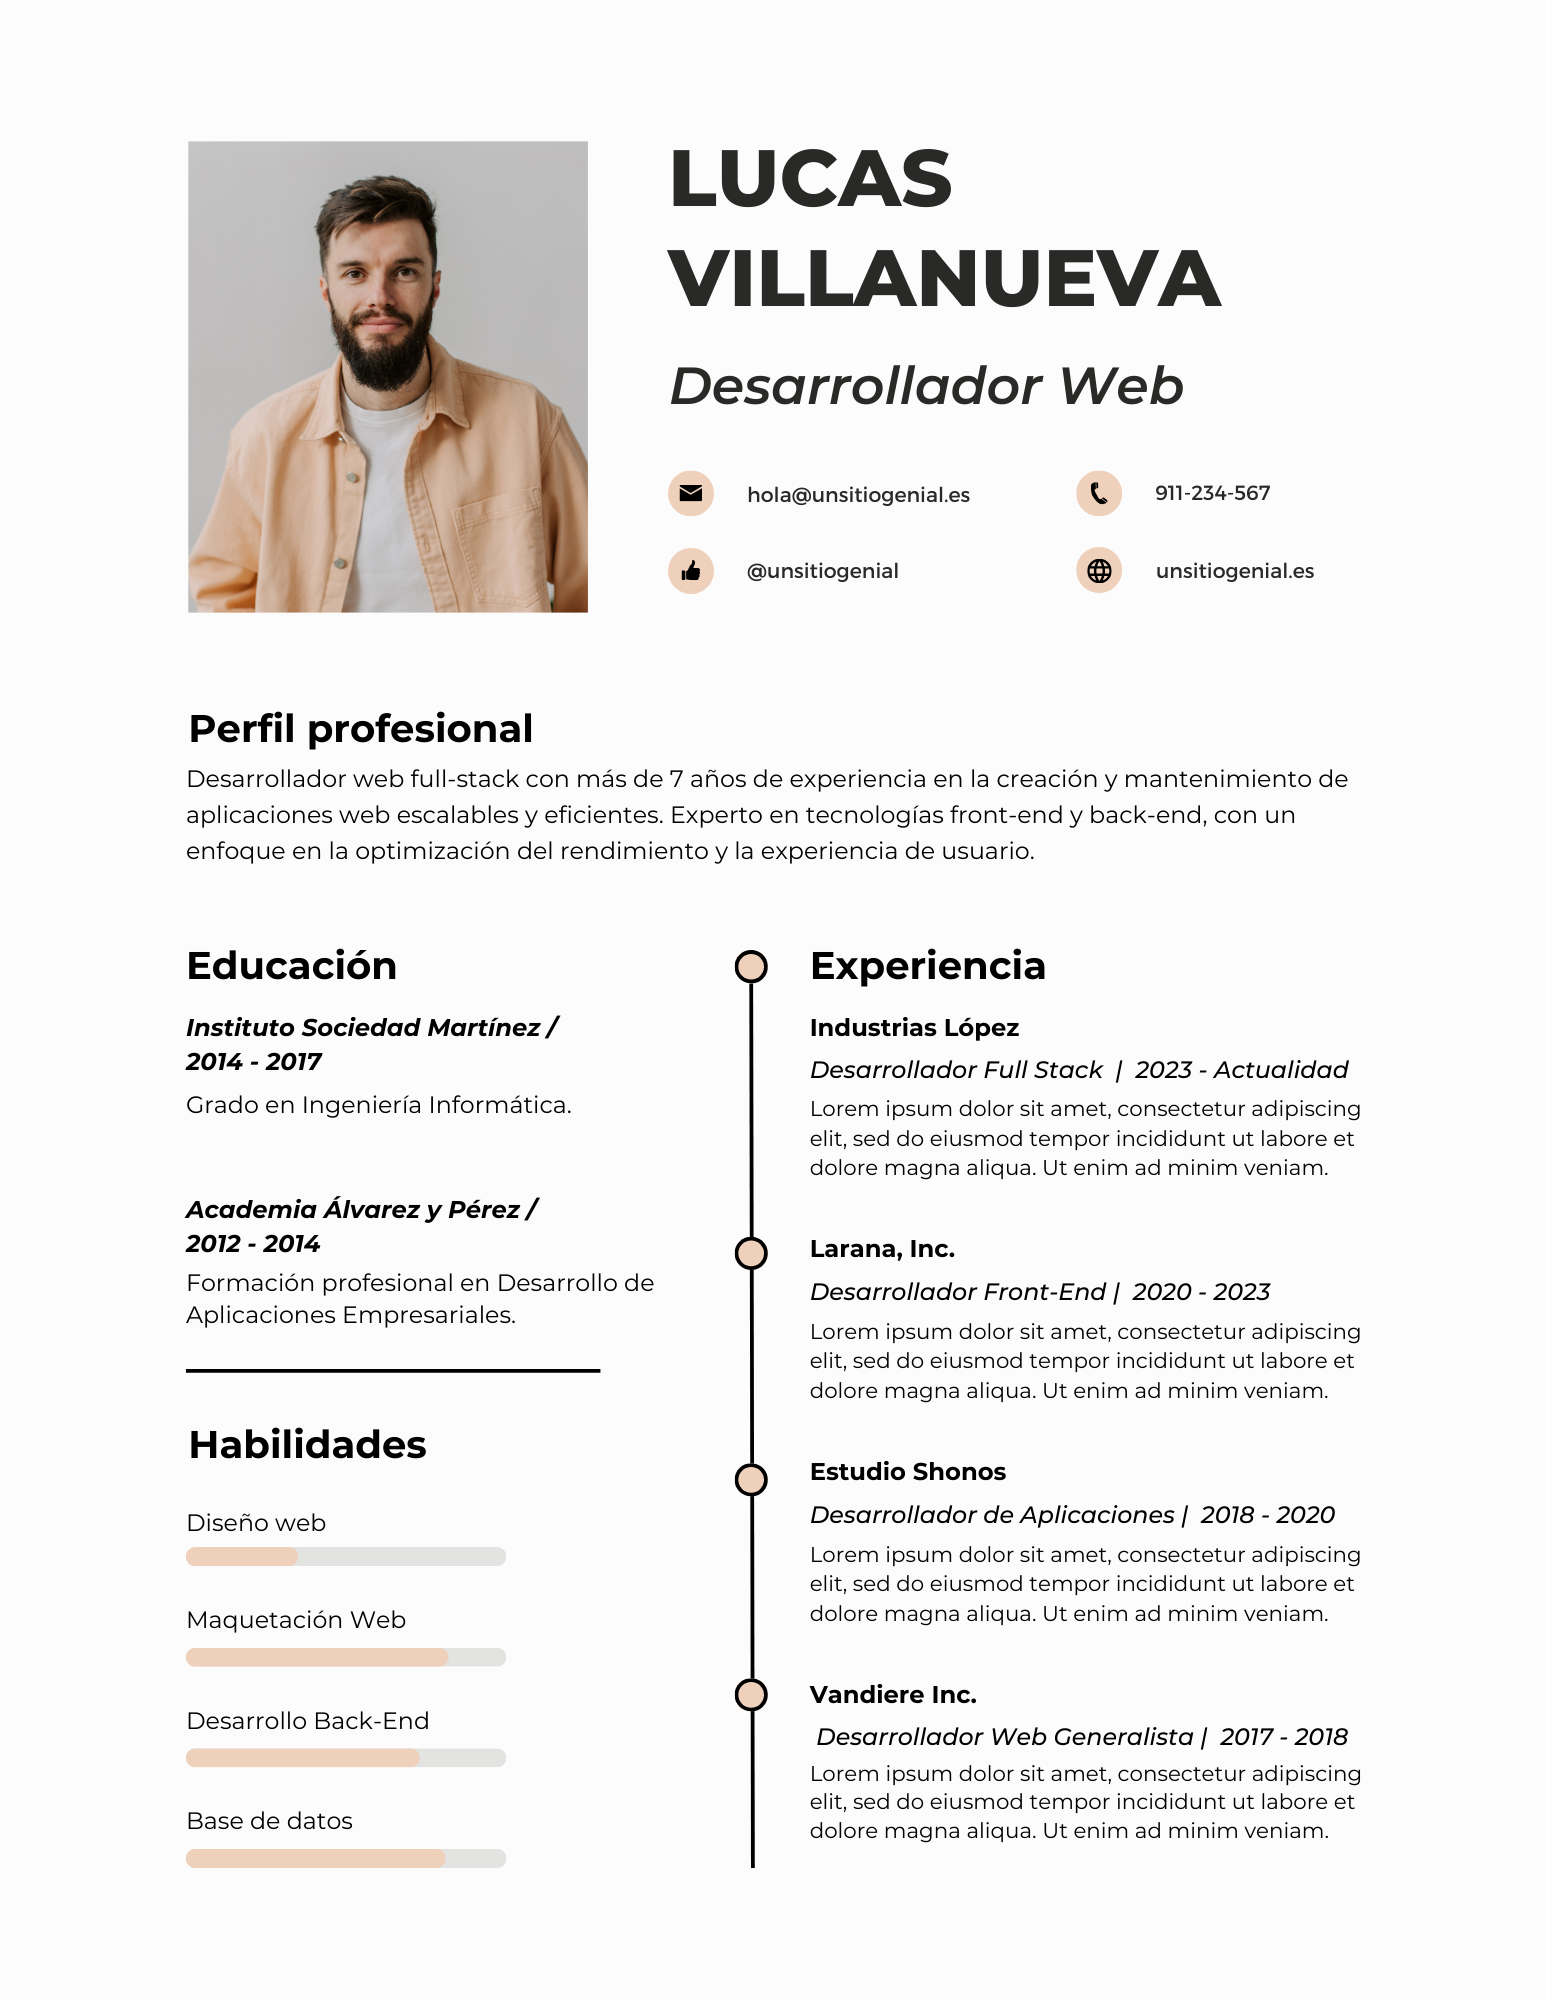 LUCAS
VILLANUEVA
Desarrollador Web
hola@unsitiogenial.es
911-234-567
@unsitiogenial
unsitiogenial.es
Perfil profesional
Desarrollador web full-stack con más de 7 años de experiencia en la creación y mantenimiento de
aplicaciones web escalables y eficientes. Experto en tecnologías front-end y back-end, con un
enfoque en la optimización del rendimiento y la experiencia de usuario.
Educación
Instituto Sociedad Martínez /
2014 - 2017
Grado en Ingeniería Informática.
Academia Álvarez y Pérez /
2012 - 2014
Formación profesional en Desarrollo de
Aplicaciones Empresariales.
Habilidades
Diseño web
Maquetación Web
Desarrollo Back-End
Base de datos
Experiencia
Industrias López
Desarrollador Full Stack | 2023 - Actualidad
Lorem ipsum dolor sit amet, consectetur adipiscing
elit, sed do eiusmod tempor incididunt ut labore et
dolore magna aliqua. Ut enim ad minim veniam.
Larana, Inc.
Desarrollador Front-End | 2020 - 2023
Lorem ipsum dolor sit amet, consectetur adipiscing
elit, sed do eiusmod tempor incididunt ut labore et
dolore magna aliqua. Ut enim ad minim veniam.
Estudio Shonos
Desarrollador de Aplicaciones | 2018 - 2020
Lorem ipsum dolor sit amet, consectetur adipiscing
elit, sed do eiusmod tempor incididunt ut labore et
dolore magna aliqua. Ut enim ad minim veniam.
Vandiere Inc.
Desarrollador Web Generalista | 2017 - 2018
Lorem ipsum dolor sit amet, consectetur adipiscing
elit, sed do eiusmod tempor incididunt ut labore et
dolore magna aliqua. Ut enim ad minim veniam.